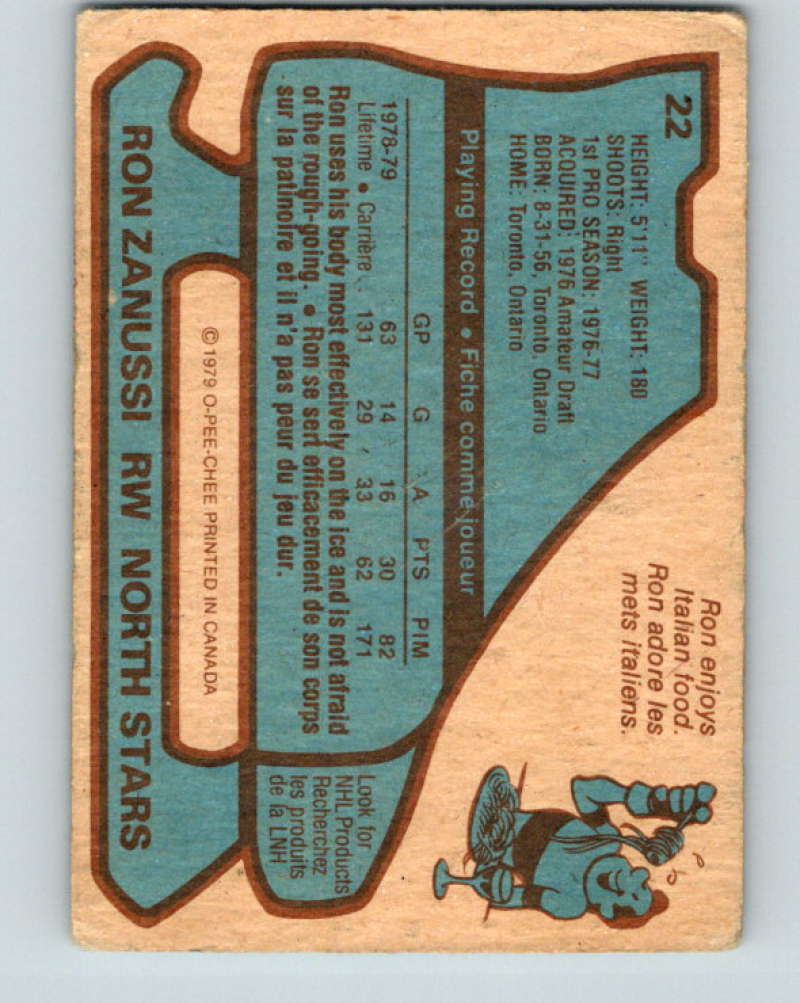 22
HEIGHT: 5'11" WEIGHT: 180
SHOOTS: Right
1st PRO SEASON: 1976-77
ACQUIRED: 1976 Amateur Draft
BORN: 8-31-56, Toronto, Ontario
HOME: Toronto, Ontario
Ron enjoys
Italian food.
Ron adore les
mets italiens.
Playing Record • Fiche comme joueur
GP G A PTS PIM
1978-79 63 14 16 30 82
Lifetime • Carrière 131 29 33 62 171
Ron uses his body most effectively on the ice and is not afraid
of the rough-going. • Ron se sert efficacement de son corps
sur la patinoire et il n'a pas peur du jeu dur.
Look for
NHL Products
Recherchez
les produits
de la LNH
© 1979 O-PEE-CHEE PRINTED IN CANADA
RON ZANUSSI RW NORTH STARS